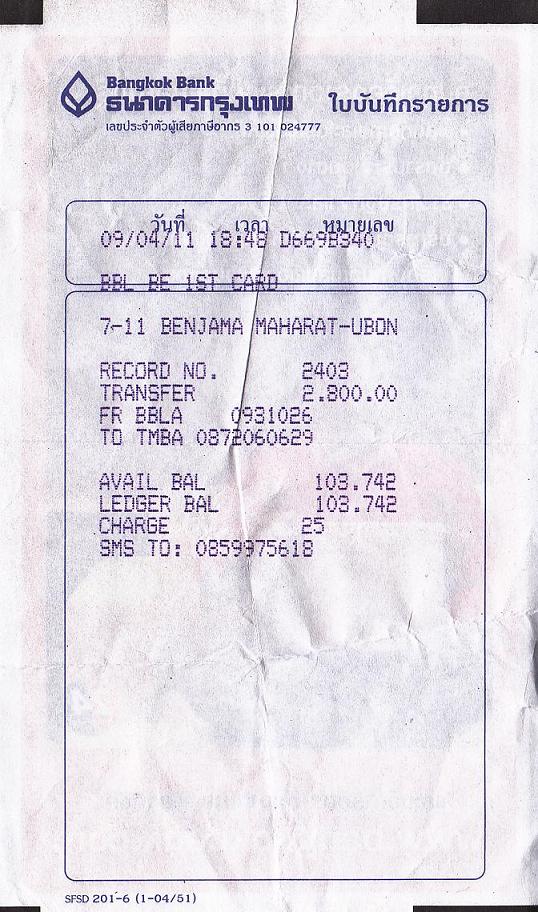 Bangkok Bank
ธนาคารกรุงเทพ ใบบันทึกรายการ
เลขประจำตัวผู้เสียภาษีอากร 3 101 024777
วันที่ เวลา หมายเลข
09/04/11 18:48 D669B340
BBL BE 1ST CARD
7-11 BENJAMA MAHARAT-UBON
RECORD NO. 2403
TRANSFER 2.800.00
FR BBLA 0931026
TO TMBA 0872060629
AVAIL BAL 103.742
LEDGER BAL 103.742
CHARGE 25
SMS TO: 0859975618
SFSD 201-6 (1-04/51)